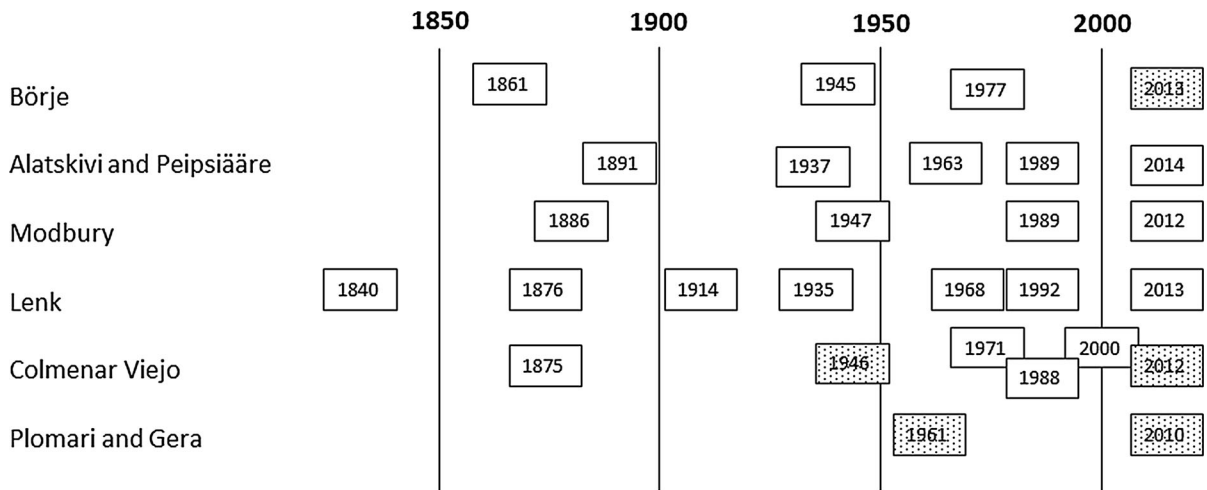 1850 1900 1950 2000
Börje 1861 1945 1977 2013
Alatskivi and Peipsiääre 1891 1937 1963 1989 2014
Modbury 1886 1947 1989 2012
Lenk 1840 1876 1914 1935 1968 1992 2013
1971 2000
Colmenar Viejo 1875 1946 1988 2012
Plomari and Gera 1961 2010